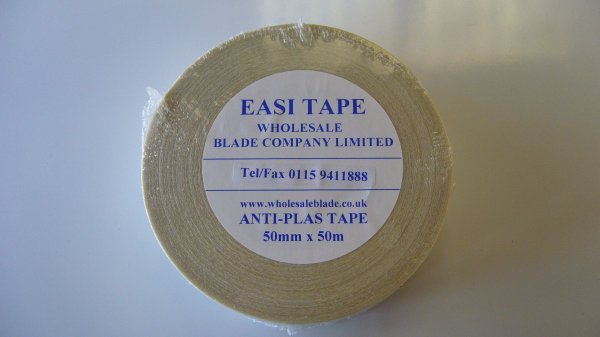 EASI TAPE
WHOLESALE
BLADE COMPANY LIMITED
Tel/Fax 0115 9411888
www.wholesaleblade.co.uk
ANTI-PLAS TAPE
50mm x 50m